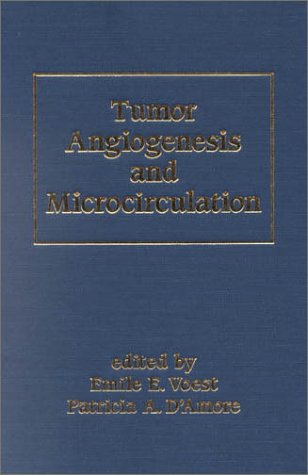 Tumor
Angiogenesis
and
Microcirculation
edited by
Emile E. Voest
Patricia A. D'Amore